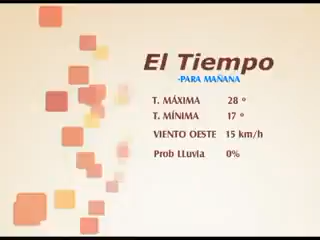 El Tiempo
-PARA MAÑANA
T. MÁXIMA 28 º
T. MÍNIMA 17 º
VIENTO OESTE 15 km/h
Prob LLuvia 0%